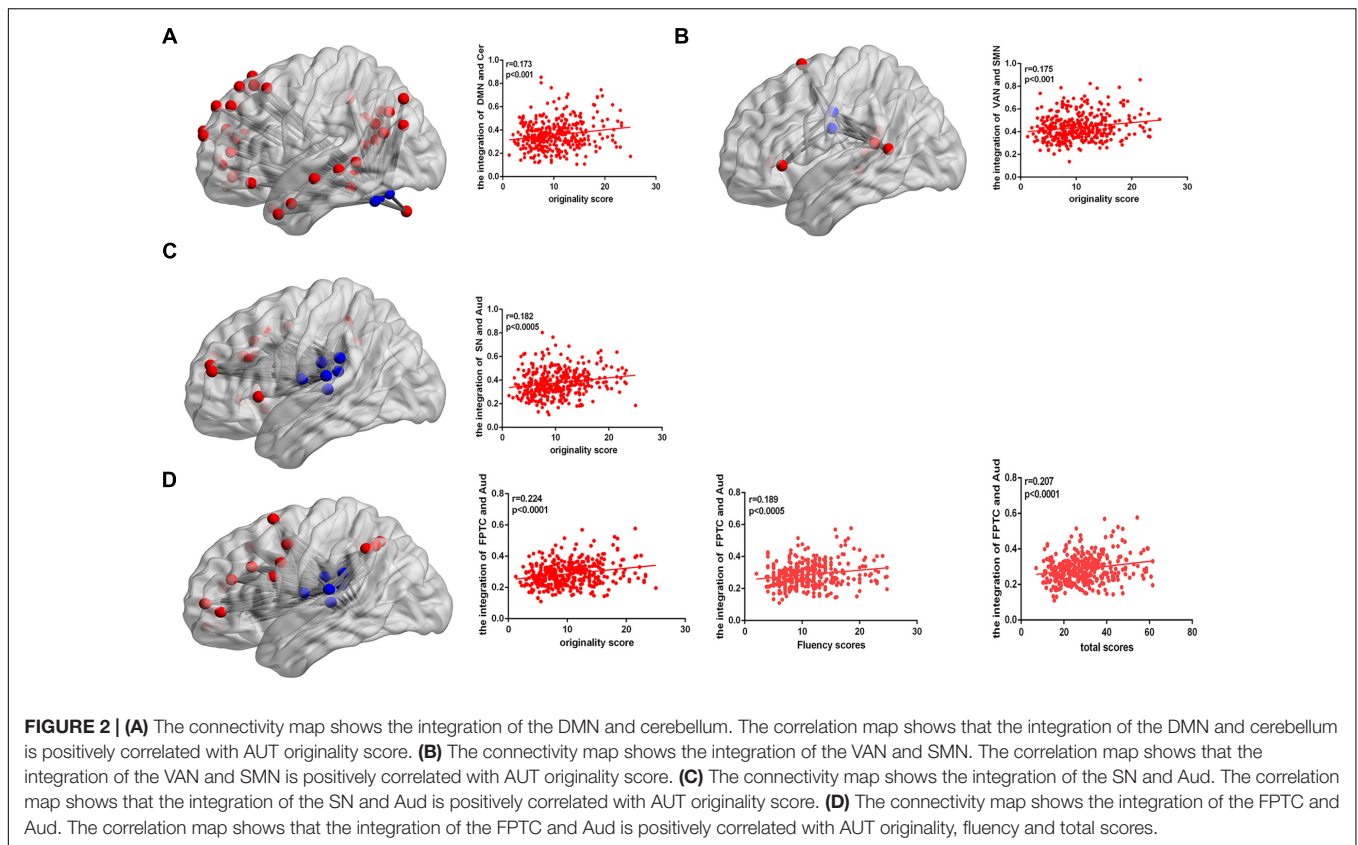 A
the integration of DMN and Cer
r=0.173
p<0.001
1.0
0.8
0.6
0.4
0.2
0.0
0 10 20 30
originality score
B
the integration of VAN and SMN
r=0.175
p<0.001
1.0
0.8
0.6
0.4
0.2
0.0
0 10 20 30
originality score
C
the integration of SN and Aud
r=0.182
p<0.0005
1.0
0.8
0.6
0.4
0.2
0.0
0 10 20 30
originality score
D
the integration of FPTC and Aud
r=0.224
p<0.0001
0.8
0.6
0.4
0.2
0.0
0 10 20 30
originality score
the integration of FPTC and Aud
r=0.189
p<0.0005
0.8
0.6
0.4
0.2
0.0
0 10 20 30
Fluency scores
the integration of FPTC and Aud
r=0.207
p<0.0001
0.8
0.6
0.4
0.2
0.0
0 20 40 60 80
total scores
FIGURE 2 | (A) The connectivity map shows the integration of the DMN and cerebellum. The correlation map shows that the integration of the DMN and cerebellum
is positively correlated with AUT originality score. (B) The connectivity map shows the integration of the VAN and SMN. The correlation map shows that the
integration of the VAN and SMN is positively correlated with AUT originality score. (C) The connectivity map shows the integration of the SN and Aud. The correlation
map shows that the integration of the SN and Aud is positively correlated with AUT originality score. (D) The connectivity map shows the integration of the FPTC and
Aud. The correlation map shows that the integration of the FPTC and Aud is positively correlated with AUT originality, fluency and total scores.